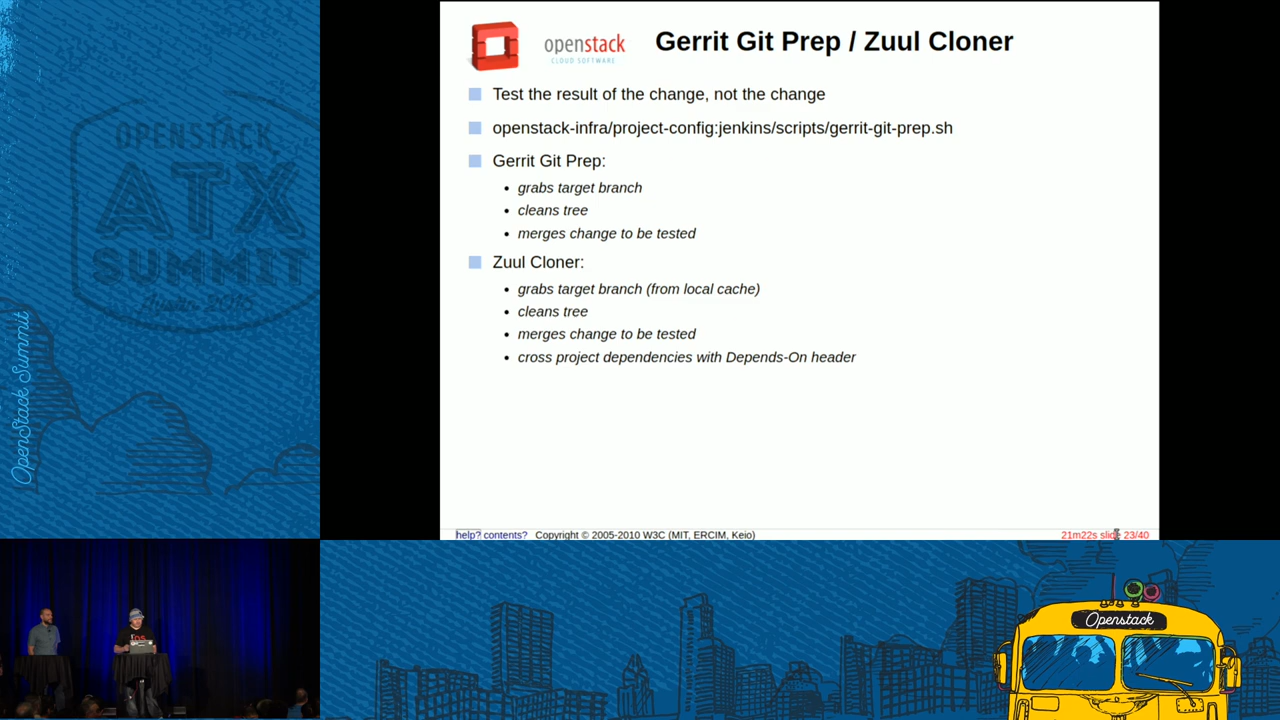 OPENSTACK
ATX
SUMMIT
Austin
OpenStack Summit
openstack
CLOUD SOFTWARE
Gerrit Git Prep / Zuul Cloner
Test the result of the change, not the change
openstack-infra/project-config:jenkins/scripts/gerrit-git-prep.sh
Gerrit Git Prep:
grabs target branch
cleans tree
merges change to be tested
Zuul Cloner:
grabs target branch (from local cache)
cleans tree
merges change to be tested
cross project dependencies with Depends-On header
help? contents? Copyright © 2005-2010 W3C (MIT, ERCIM, Keio)
21m22s slide 23/40
Openstack